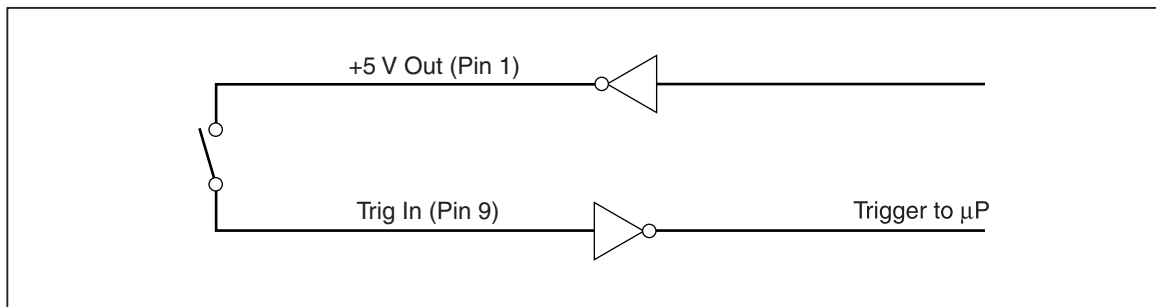 +5 V Out (Pin 1)
Trig In (Pin 9)
Trigger to µP